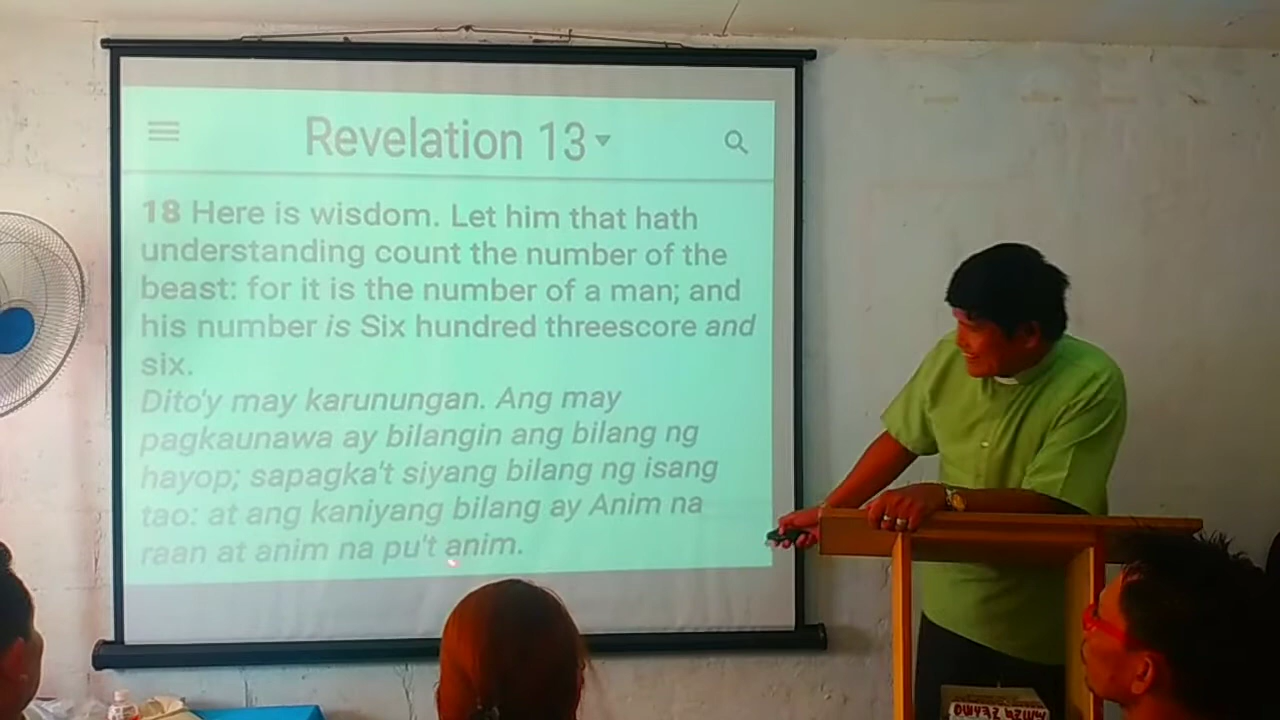 Revelation 13
18 Here is wisdom. Let him that hath
understanding count the number of the
beast: for it is the number of a man; and
his number is Six hundred threescore and
six.
Dito'y may karunungan. Ang may
pagkaunawa ay bilangin ang bilang ng
hayop; sapagka't siyang bilang ng isang
tao: at ang kaniyang bilang ay Anim na
raan at anim na pu't anim.